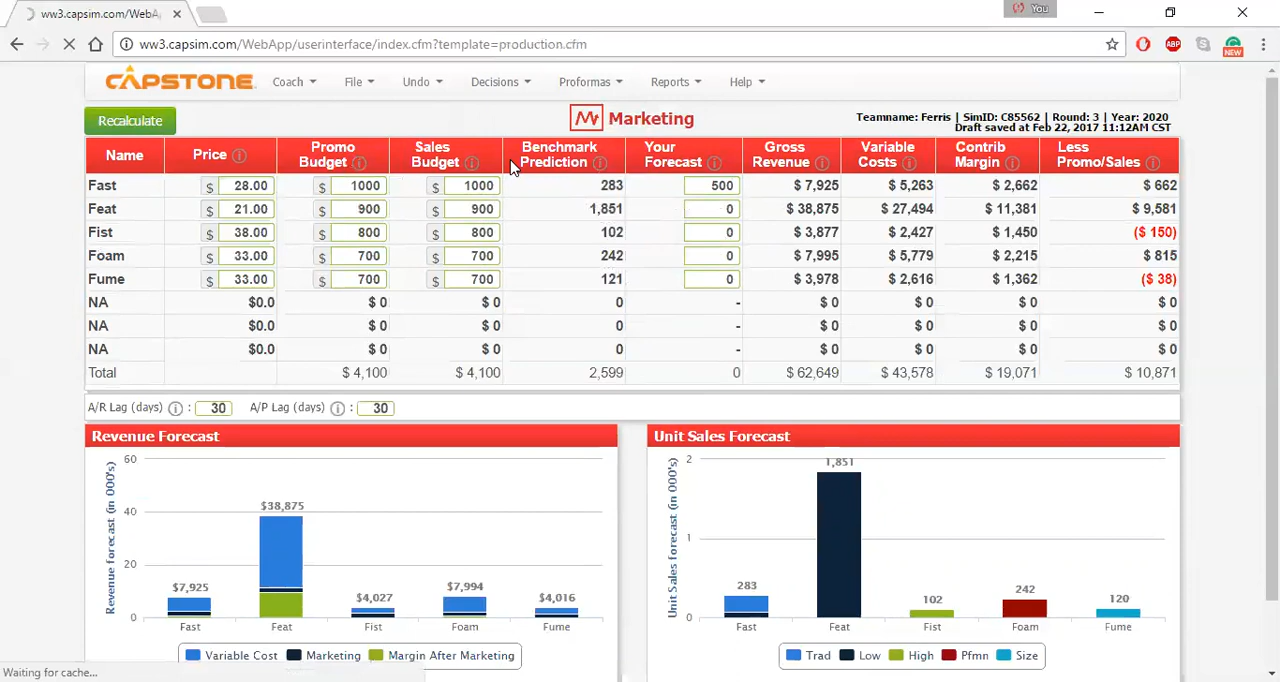 ww3.capsim.com/WebA
You
ww3.capsim.com/WebApp/userinterface/index.cfm?template=production.cfm
ABP
NEW
CAPSTONE Coach File Undo Decisions Proformas Reports Help
Recalculate
Marketing
Teamname: Ferris | SimID: C85562 | Round: 3 | Year: 2020
Draft saved at Feb 22, 2017 11:12AM CST
Name Price Promo Budget Sales Budget Benchmark Prediction Your Forecast Gross Revenue Variable Costs Contrib Margin Less Promo/Sales
Fast $ 28.00 $ 1000 $ 1000 283 500 $ 7,925 $ 5,263 $ 2,662 $ 662
Feat $ 21.00 $ 900 $ 900 1,851 0 $ 38,875 $ 27,494 $ 11,381 $ 9,581
Fist $ 38.00 $ 800 $ 800 102 0 $ 3,877 $ 2,427 $ 1,450 ($ 150)
Foam $ 33.00 $ 700 $ 700 242 0 $ 7,995 $ 5,779 $ 2,215 $ 815
Fume $ 33.00 $ 700 $ 700 121 0 $ 3,978 $ 2,616 $ 1,362 ($ 38)
NA $0.0 $ 0 $ 0 0 - $ 0 $ 0 $ 0 $ 0
NA $0.0 $ 0 $ 0 0 - $ 0 $ 0 $ 0 $ 0
NA $0.0 $ 0 $ 0 0 - $ 0 $ 0 $ 0 $ 0
Total $ 4,100 $ 4,100 2,599 0 $ 62,649 $ 43,578 $ 19,071 $ 10,871
A/R Lag (days) : 30 A/P Lag (days) : 30
Revenue Forecast
Revenue forecast (in 000's)
60
40
20
0
$7,925
$38,875
$4,027
$7,994
$4,016
Fast Feat Fist Foam Fume
Variable Cost Marketing Margin After Marketing
Unit Sales Forecast
Unit Sales forecast (in 000's)
2
1
0
283
1,851
102
242
120
Fast Feat Fist Foam Fume
Trad Low High Pfmn Size
Waiting for cache...